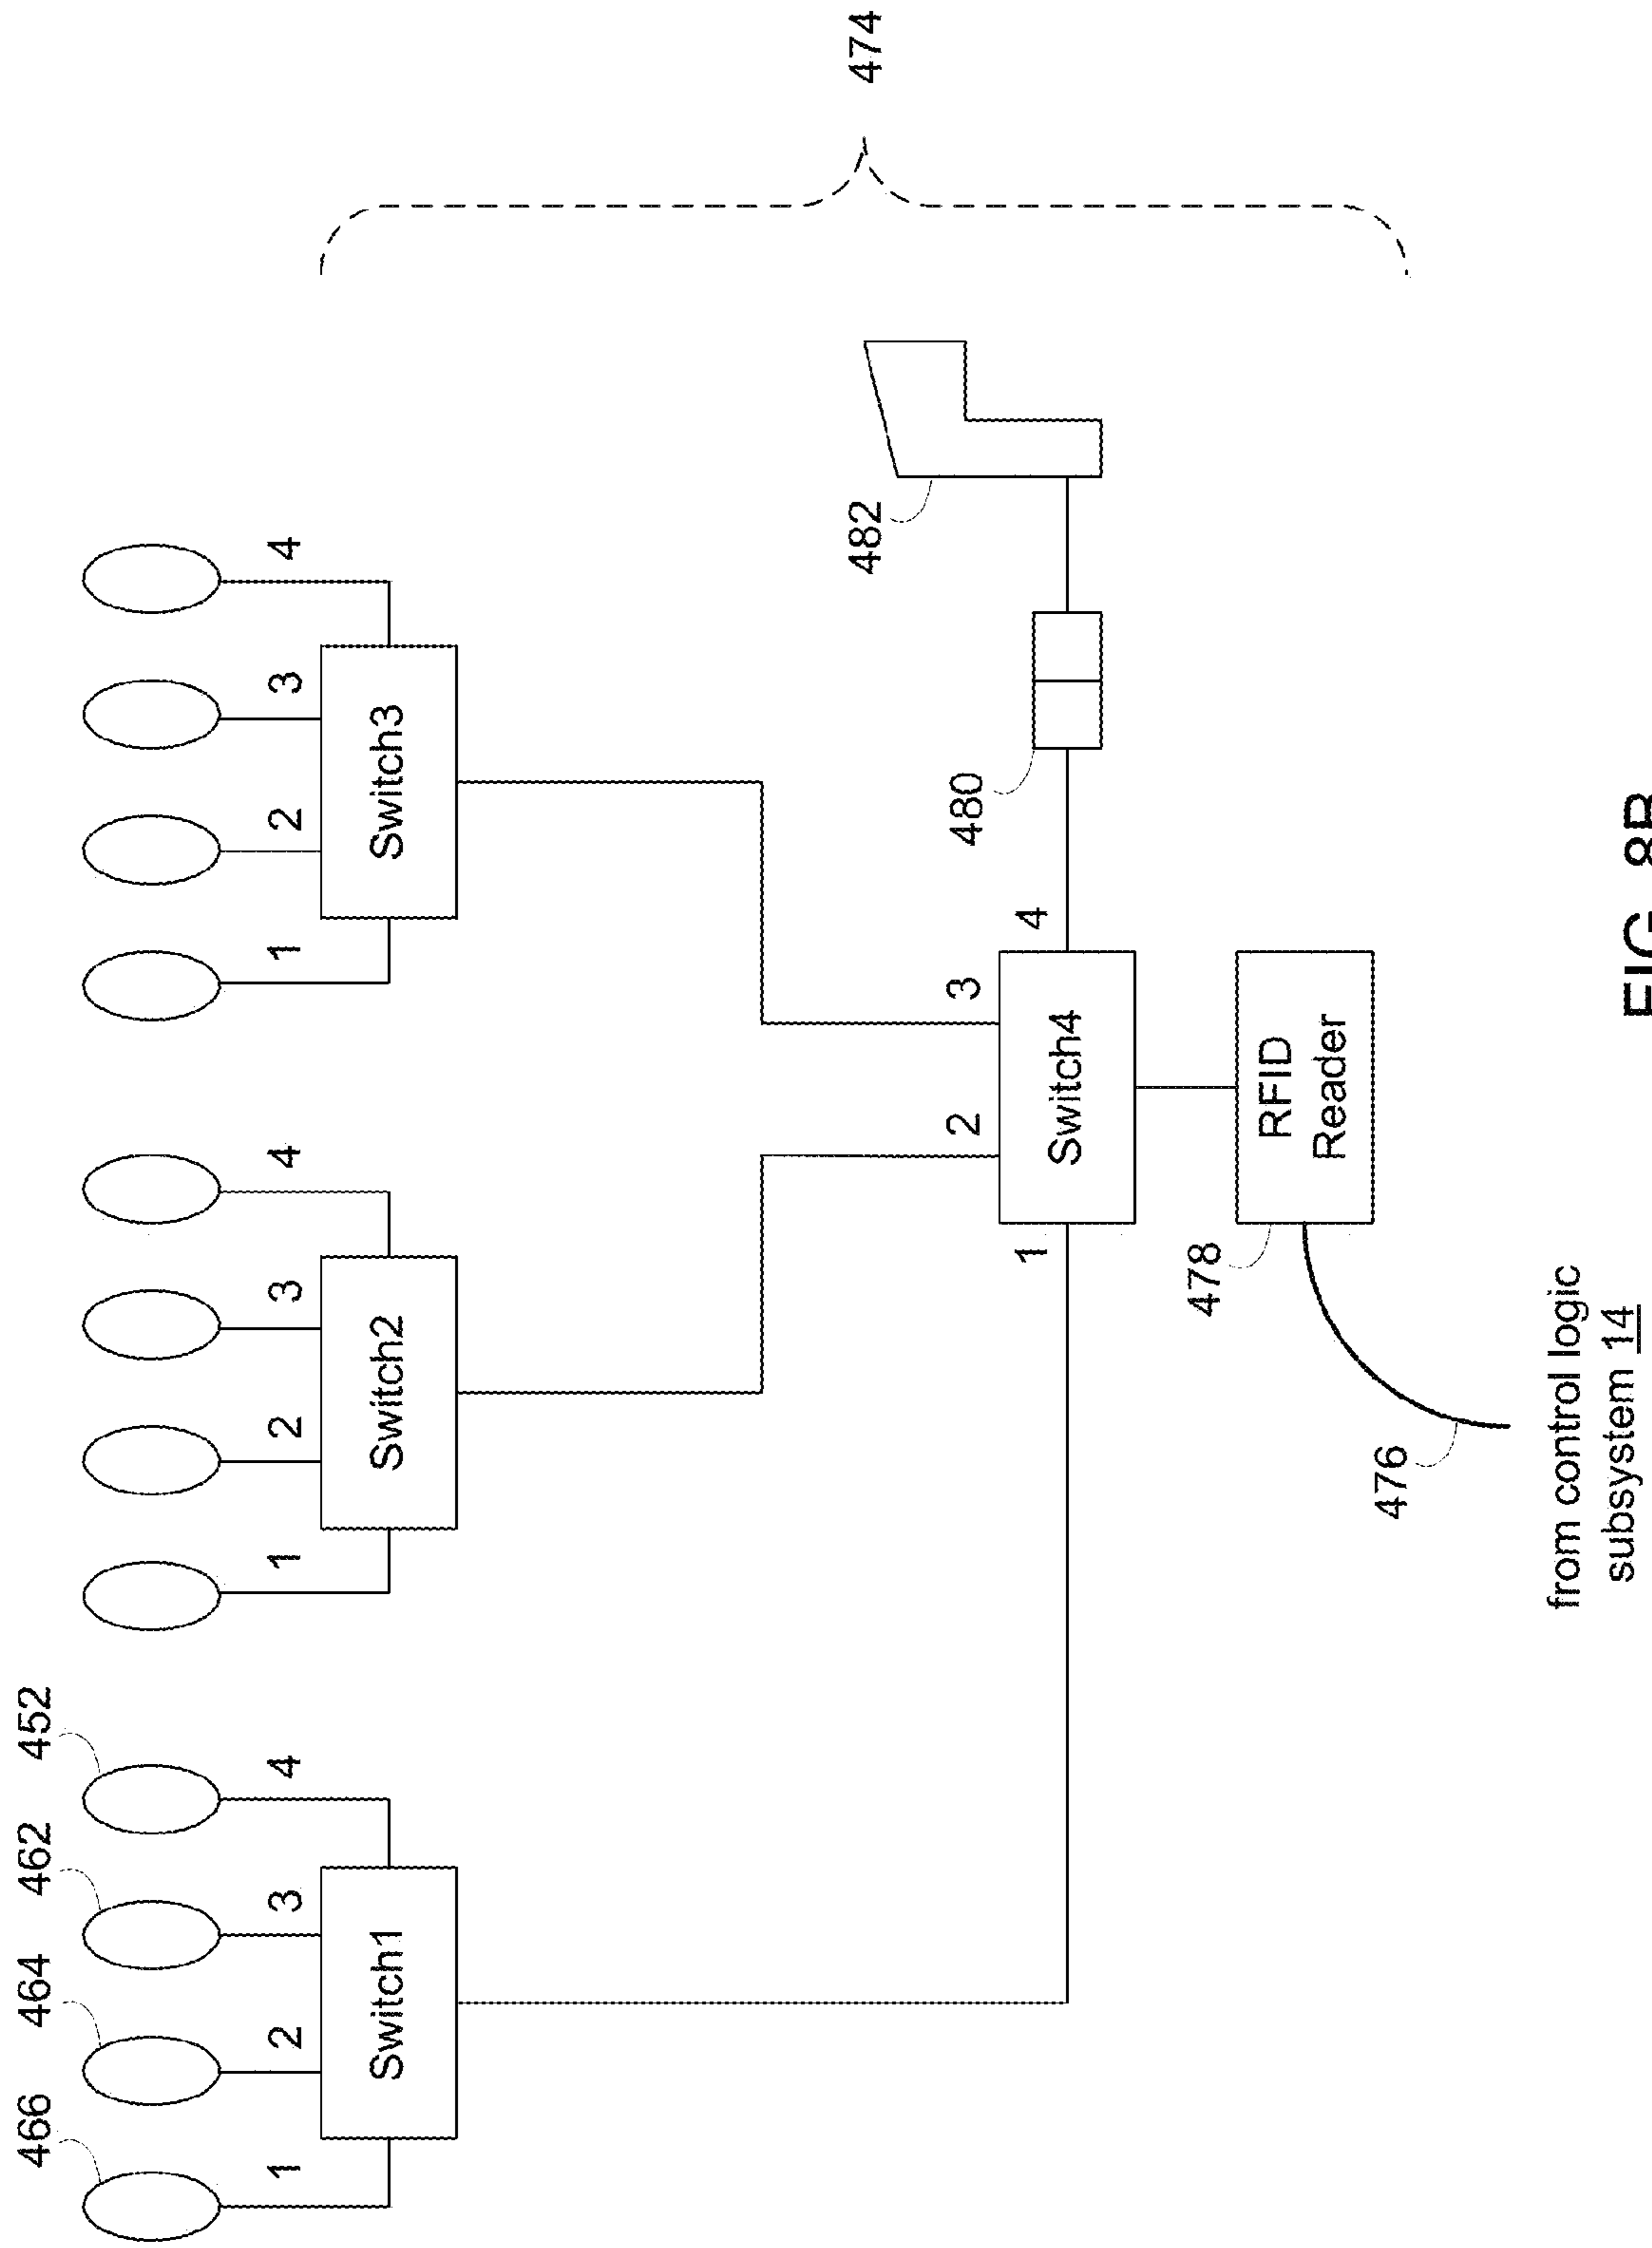 466 464 462 452
1 2 3 4 1 2 3 4 1 2 3 4
Switch1 Switch2 Switch3
482 474
2 3 480
1 4
Switch4
478
RFID
Reader
476
from control logic
subsystem 14
FIG. 8B